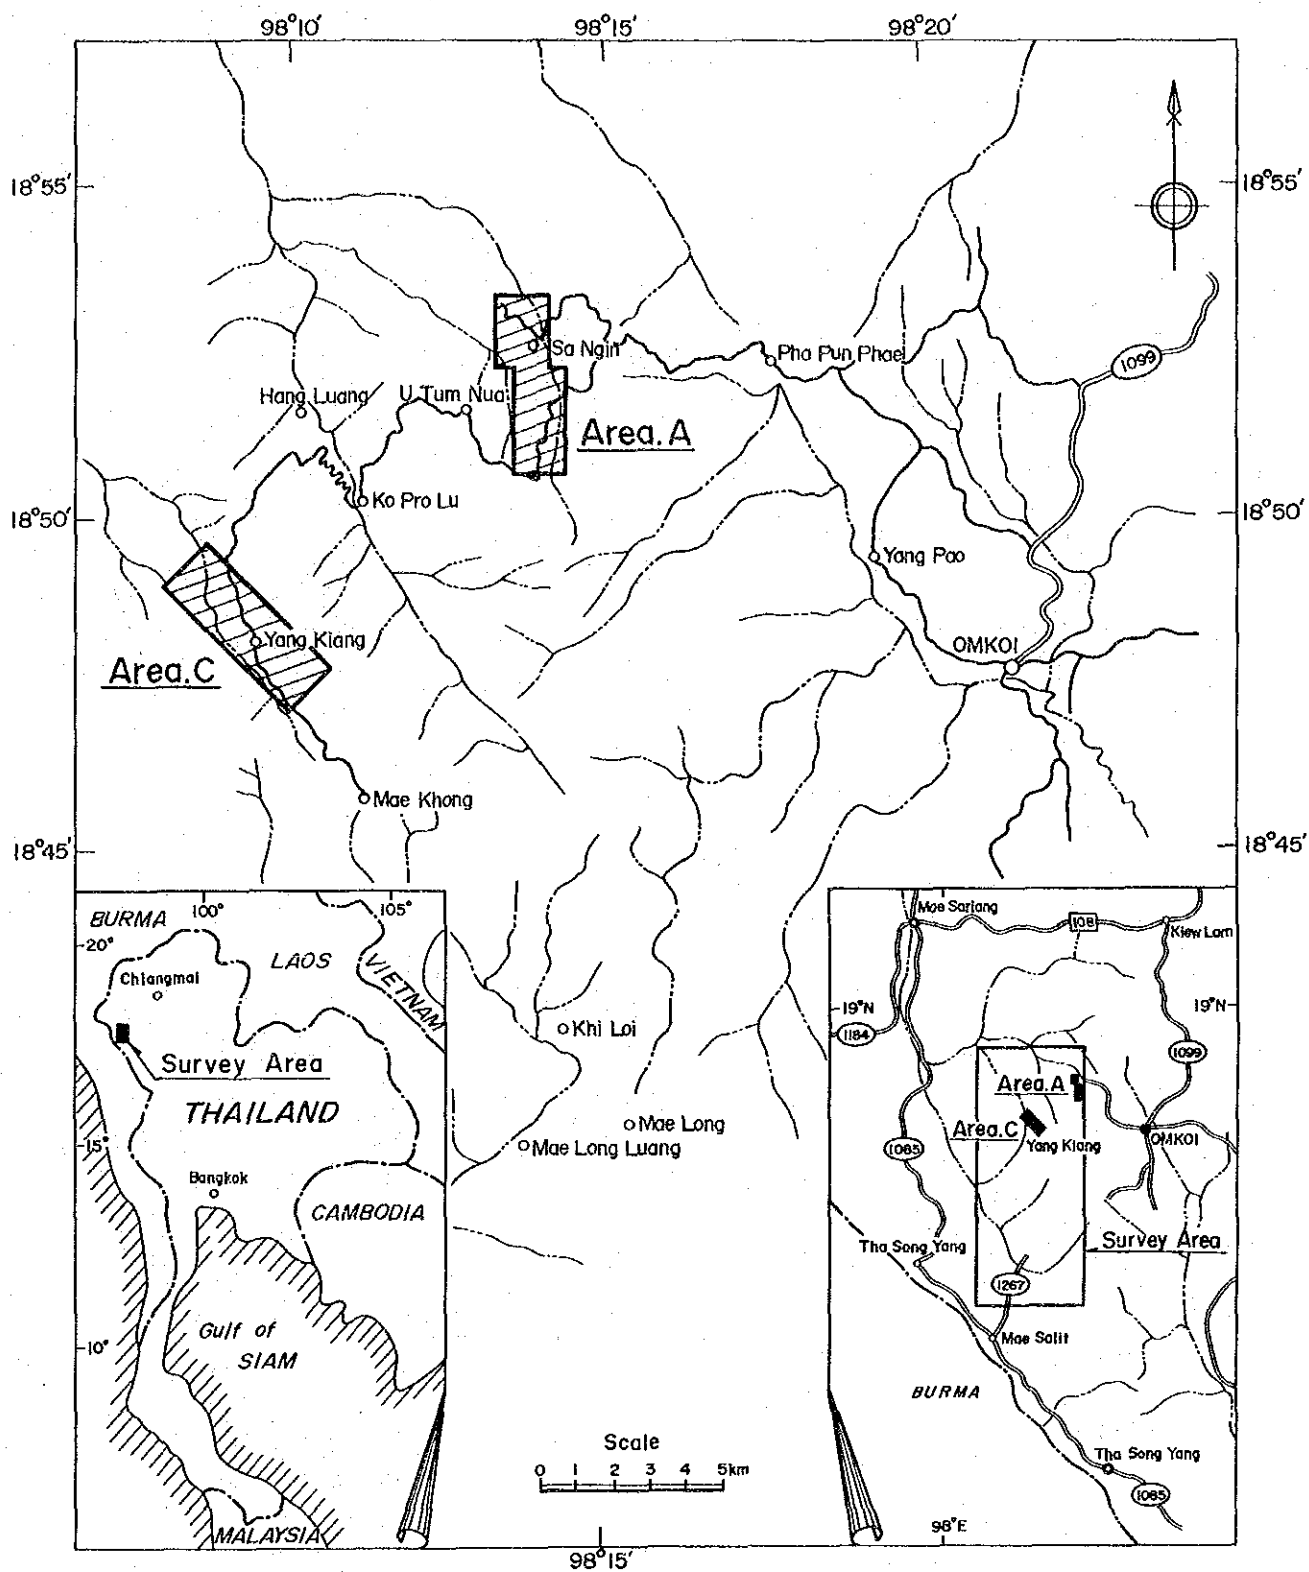 98°10′ 98°15′ 98°20′
18°55′ 18°55′
1099
Sa Ngin
Pha Pun Phae
Hang Luang
U Tum Nua
Area.A
Ko Pro Lu
18°50′ 18°50′
Yang Pao
Yang Kiang
OMKOI
Area.C
Mae Khong
18°45′ 18°45′
Khi Loi
Mae Long
Mae Long Luang
100° 105°
BURMA
20°
LAOS
VIETNAM
Chiangmai
Survey Area
THAILAND
15°
Bangkok
CAMBODIA
Gulf of
SIAM
10°
MALAYSIA
Mae Sariang
108
Kiew Lom
19°N 19°N
1184
1099
Area.A
Area.C
Yang Kiang
OMKOI
1085
Tha Song Yang
Survey Area
1267
Mae Salit
BURMA
Tha Song Yang
1085
98°E
Scale
0 1 2 3 4 5km
98°15′